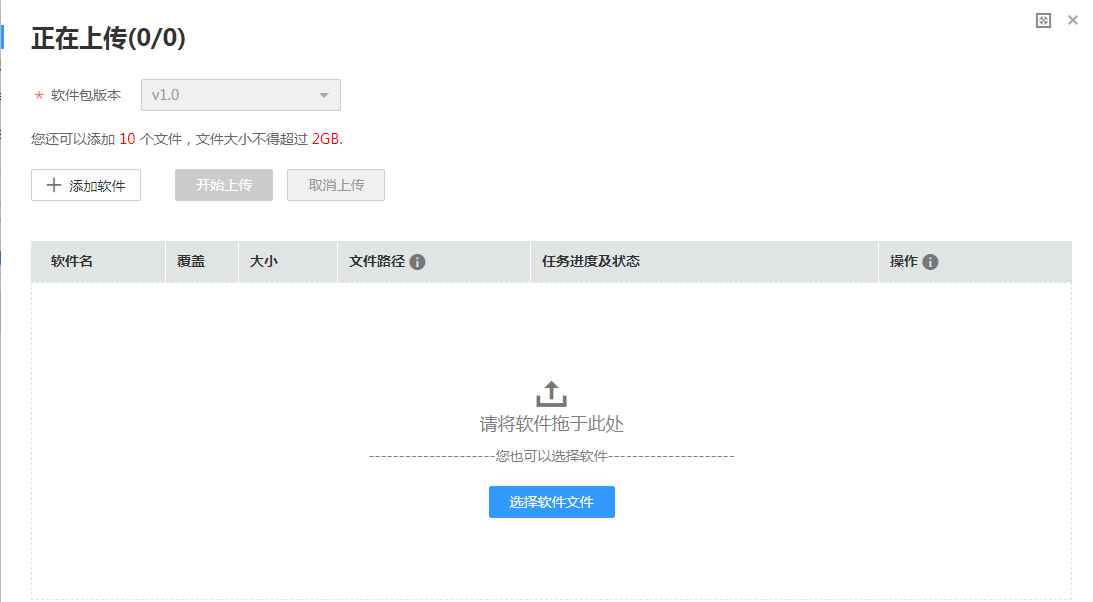 正在上传(0/0)
* 软件包版本 v1.0
您还可以添加 10 个文件，文件大小不得超过 2GB.
添加软件 开始上传 取消上传
软件名 覆盖 大小 文件路径 任务进度及状态 操作
请将软件拖于此处
---------------------您也可以选择软件---------------------
选择软件文件